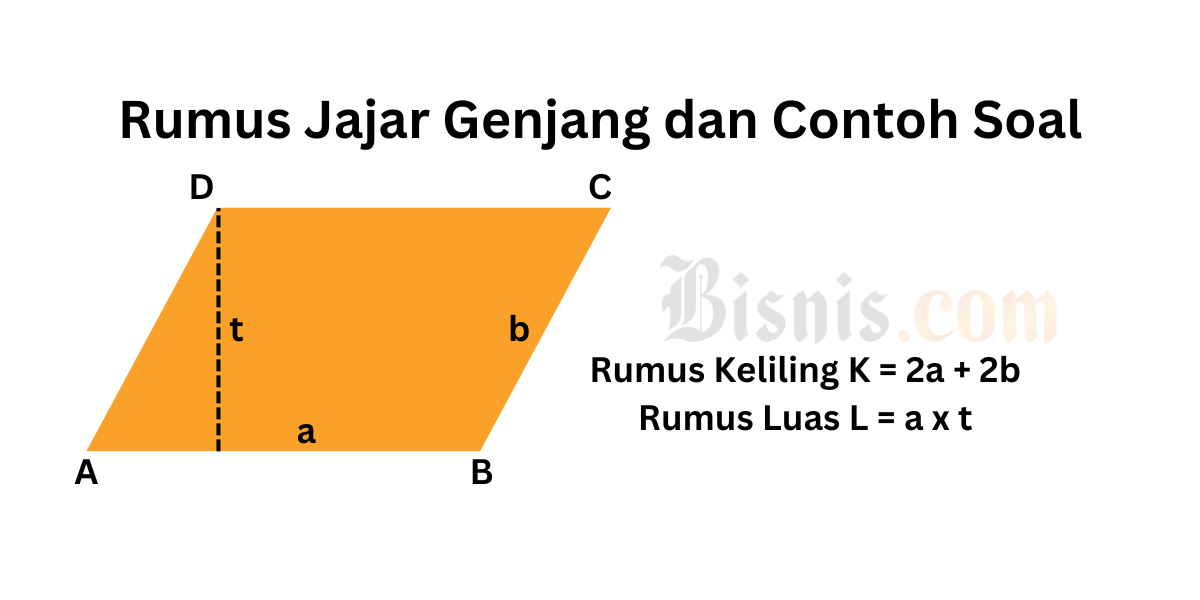 Rumus Jajar Genjang dan Contoh Soal
D
C
t
b
a
A
B
Bisnis.com
Rumus Keliling K = 2a + 2b
Rumus Luas L = a x t